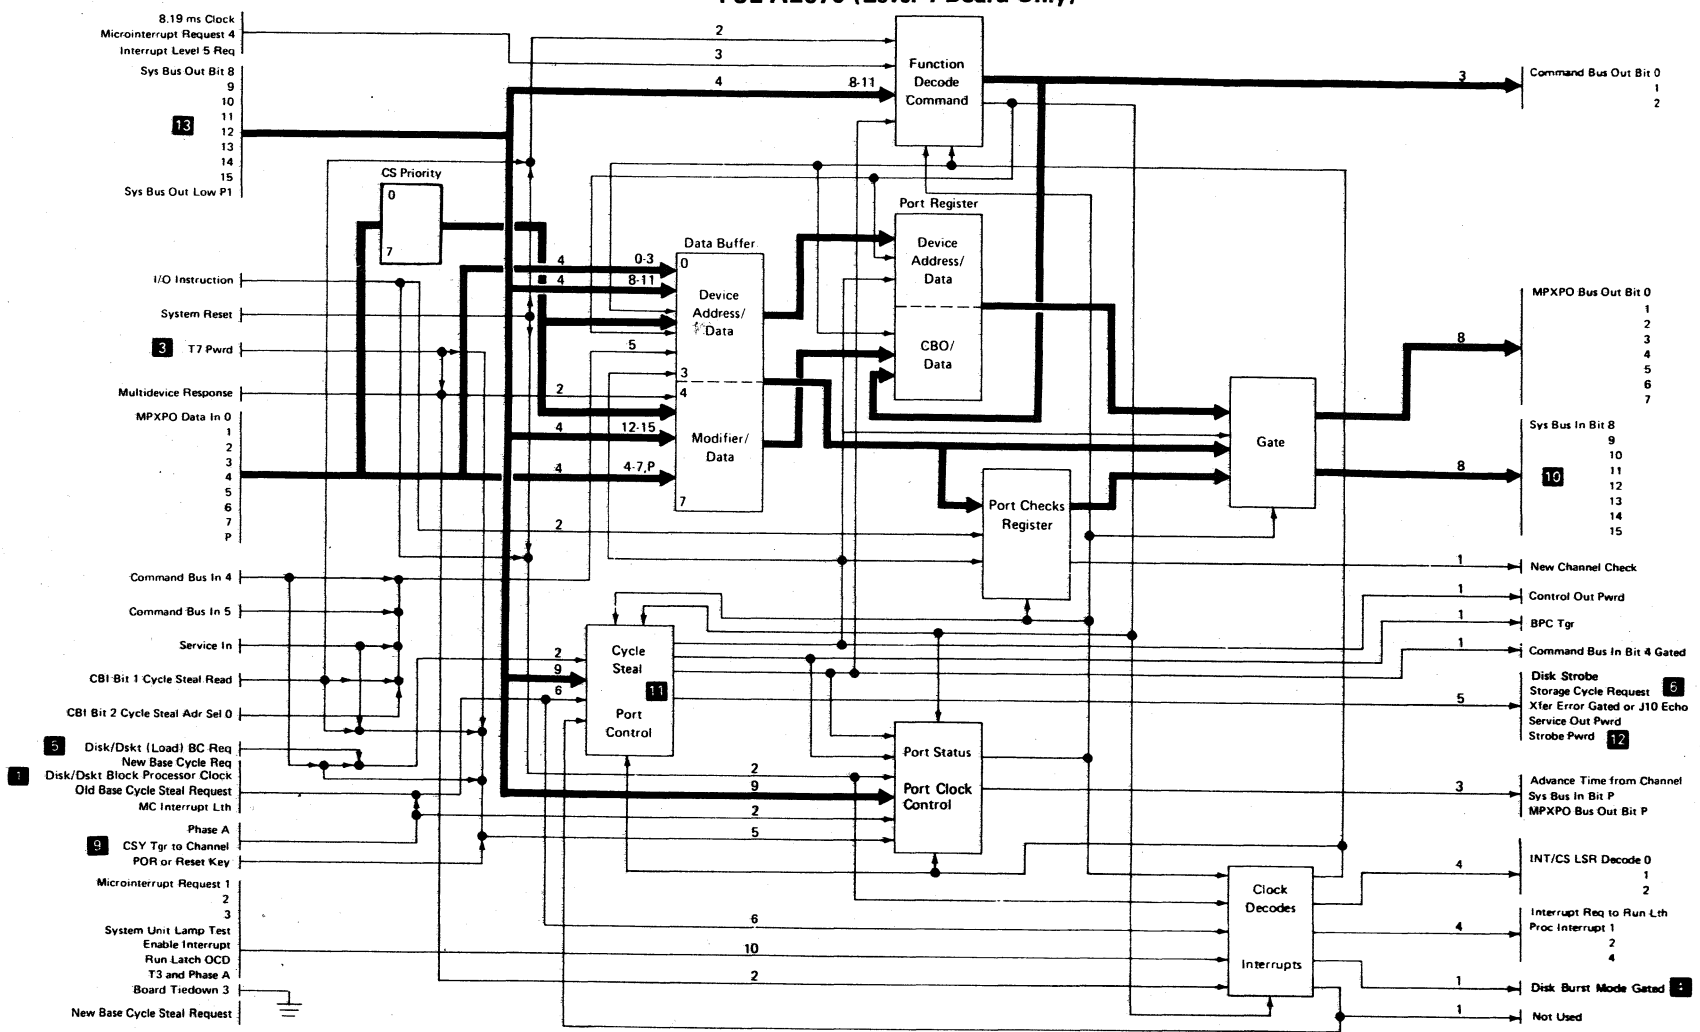 8.19 ms Clock
Microinterrupt Request 4
Interrupt Level 5 Req
Sys Bus Out Bit 8
9
10
11
13
12
13
14
15
Sys Bus Out Low P1
CS Priority
0
7
I/O Instruction
System Reset
3 T7 Pwrd
Multidevice Response
MPXPO Data In 0
1
2
3
4
5
6
7
P
Command Bus In 4
Command Bus In 5
Service In
CBI Bit 1 Cycle Steal Read
CBI Bit 2 Cycle Steal Adr Sel 0
5 Disk/Dskt (Load) BC Req
New Base Cycle Req
1 Disk/Dskt Block Processor Clock
Old Base Cycle Steal Request
MC Interrupt Lth
Phase A
9 CSY Tgr to Channel
POR or Reset Key
Microinterrupt Request 1
2
3
System Unit Lamp Test
Enable Interrupt
Run Latch OCD
T3 and Phase A
Board Tiedown 3
New Base Cycle Steal Request
2
3
4
8-11
Function
Decode
Command
Data Buffer
0
Device
Address/
Data
3
4
Modifier/
Data
7
4
0-3
4
8-11
5
2
4
12-15
4
4-7,P
2
Port Register
Device
Address/
Data
CBO/
Data
Port Checks
Register
Gate
2
9
6
Cycle
Steal
11
Port
Control
2
9
2
5
Port Status
Port Clock
Control
6
10
2
Clock
Decodes
Interrupts
3
Command Bus Out Bit 0
1
2
8
MPXPO Bus Out Bit 0
1
2
3
4
5
6
7
8
Sys Bus In Bit 8
9
10
10
11
12
13
14
15
1 New Channel Check
1 Control Out Pwrd
1 BPC Tgr
1 Command Bus In Bit 4 Gated
5
Disk Strobe
Storage Cycle Request 6
Xfer Error Gated or J10 Echo
Service Out Pwrd
Strobe Pwrd 12
3
Advance Time from Channel
Sys Bus In Bit P
MPXPO Bus Out Bit P
4
INT/CS LSR Decode 0
1
2
4
Interrupt Req to Run Lth
Proc Interrupt 1
2
4
1 Disk Burst Mode Gated
1 Not Used